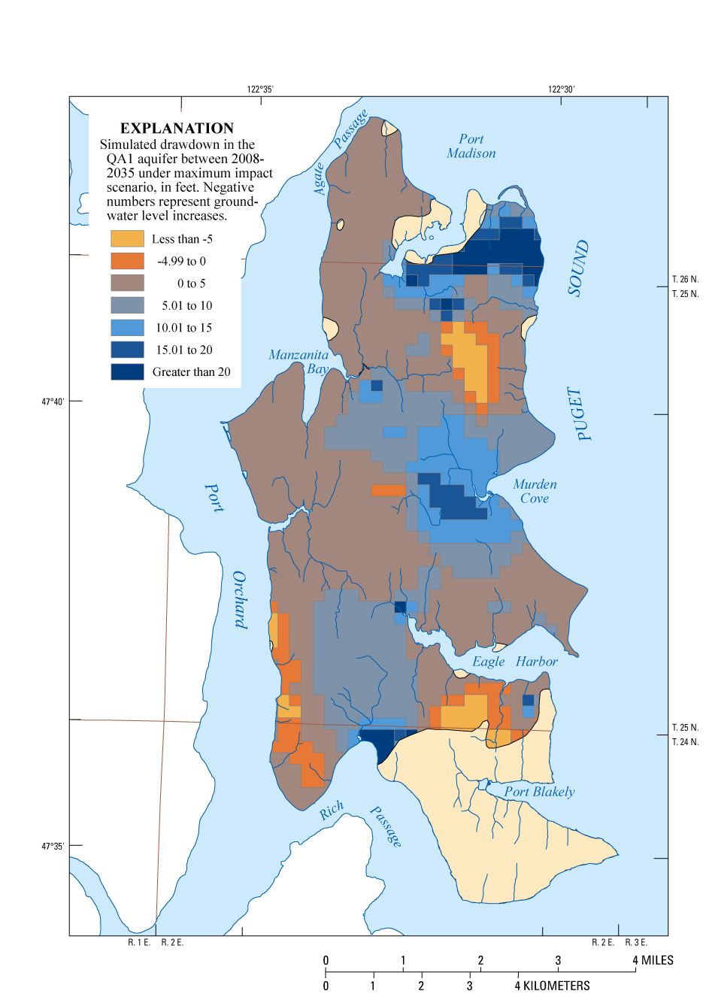 122°35'
122°30'
EXPLANATION
Simulated drawdown in the
QA1 aquifer between 2008-
2035 under maximum impact
scenario, in feet. Negative
numbers represent ground-
water level increases.
Less than -5
-4.99 to 0
0 to 5
5.01 to 10
10.01 to 15
15.01 to 20
Greater than 20
Agate
Passage
Port
Madison
PUGET
SOUND
T. 26 N.
T. 25 N.
Manzanita
Bay
47°40'
Port
Orchard
Murden
Cove
Eagle Harbor
T. 25 N.
T. 24 N.
Port Blakely
Rich
Passage
47°35'
R. 1 E.
R. 2 E.
R. 2 E.
R. 3 E.
0 1 2 3 4 MILES
0 1 2 3 4 KILOMETERS